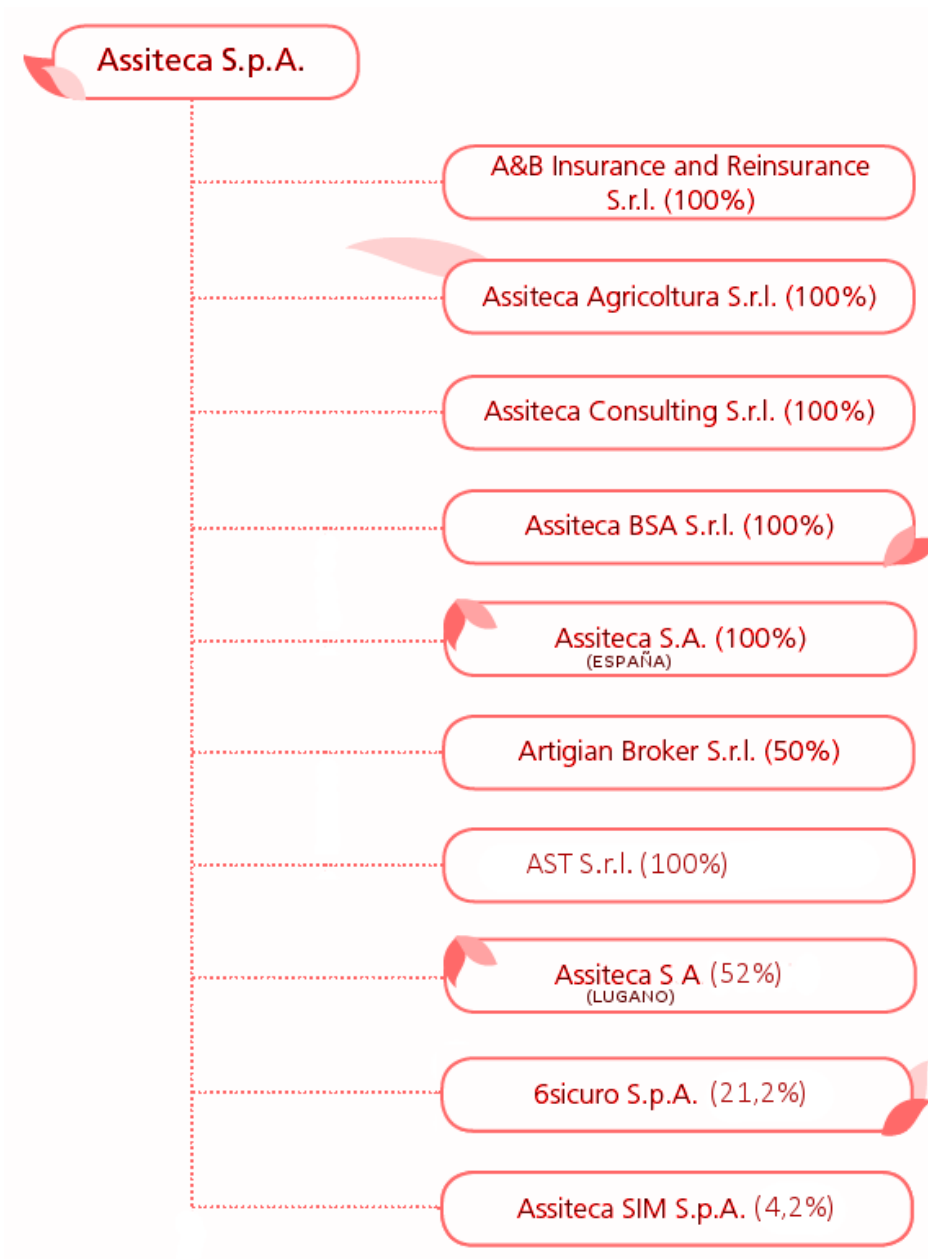 Assiteca S.p.A.
A&B Insurance and Reinsurance
S.r.l. (100%)
Assiteca Agricoltura S.r.l. (100%)
Assiteca Consulting S.r.l. (100%)
Assiteca BSA S.r.l. (100%)
Assiteca S.A. (100%)
(ESPAÑA)
Artigian Broker S.r.l. (50%)
AST S.r.l. (100%)
Assiteca S A (52%)
(LUGANO)
6sicuro S.p.A. (21,2%)
Assiteca SIM S.p.A. (4,2%)